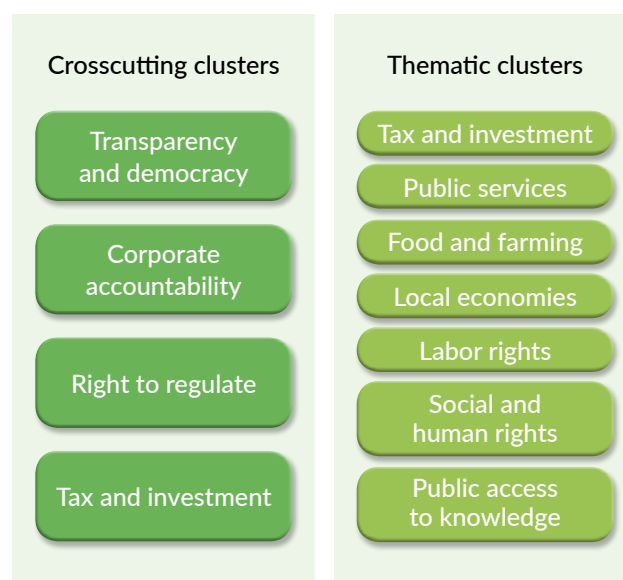 Crosscutting clusters
Transparency
and democracy
Corporate
accountability
Right to regulate
Tax and investment
Thematic clusters
Tax and investment
Public services
Food and farming
Local economies
Labor rights
Social and
human rights
Public access
to knowledge